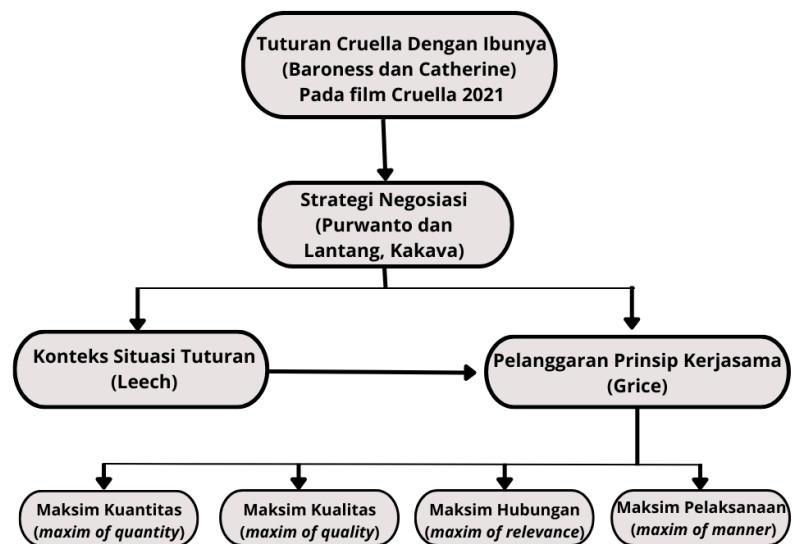 Tuturan Cruella Dengan Ibunya
(Baroness dan Catherine)
Pada film Cruella 2021
Strategi Negosiasi
(Purwanto dan
Lantang, Kakava)
Konteks Situasi Tuturan
(Leech)
Pelanggaran Prinsip Kerjasama
(Grice)
Maksim Kuantitas
(maxim of quantity)
Maksim Kualitas
(maxim of quality)
Maksim Hubungan
(maxim of relevance)
Maksim Pelaksanaan
(maxim of manner)